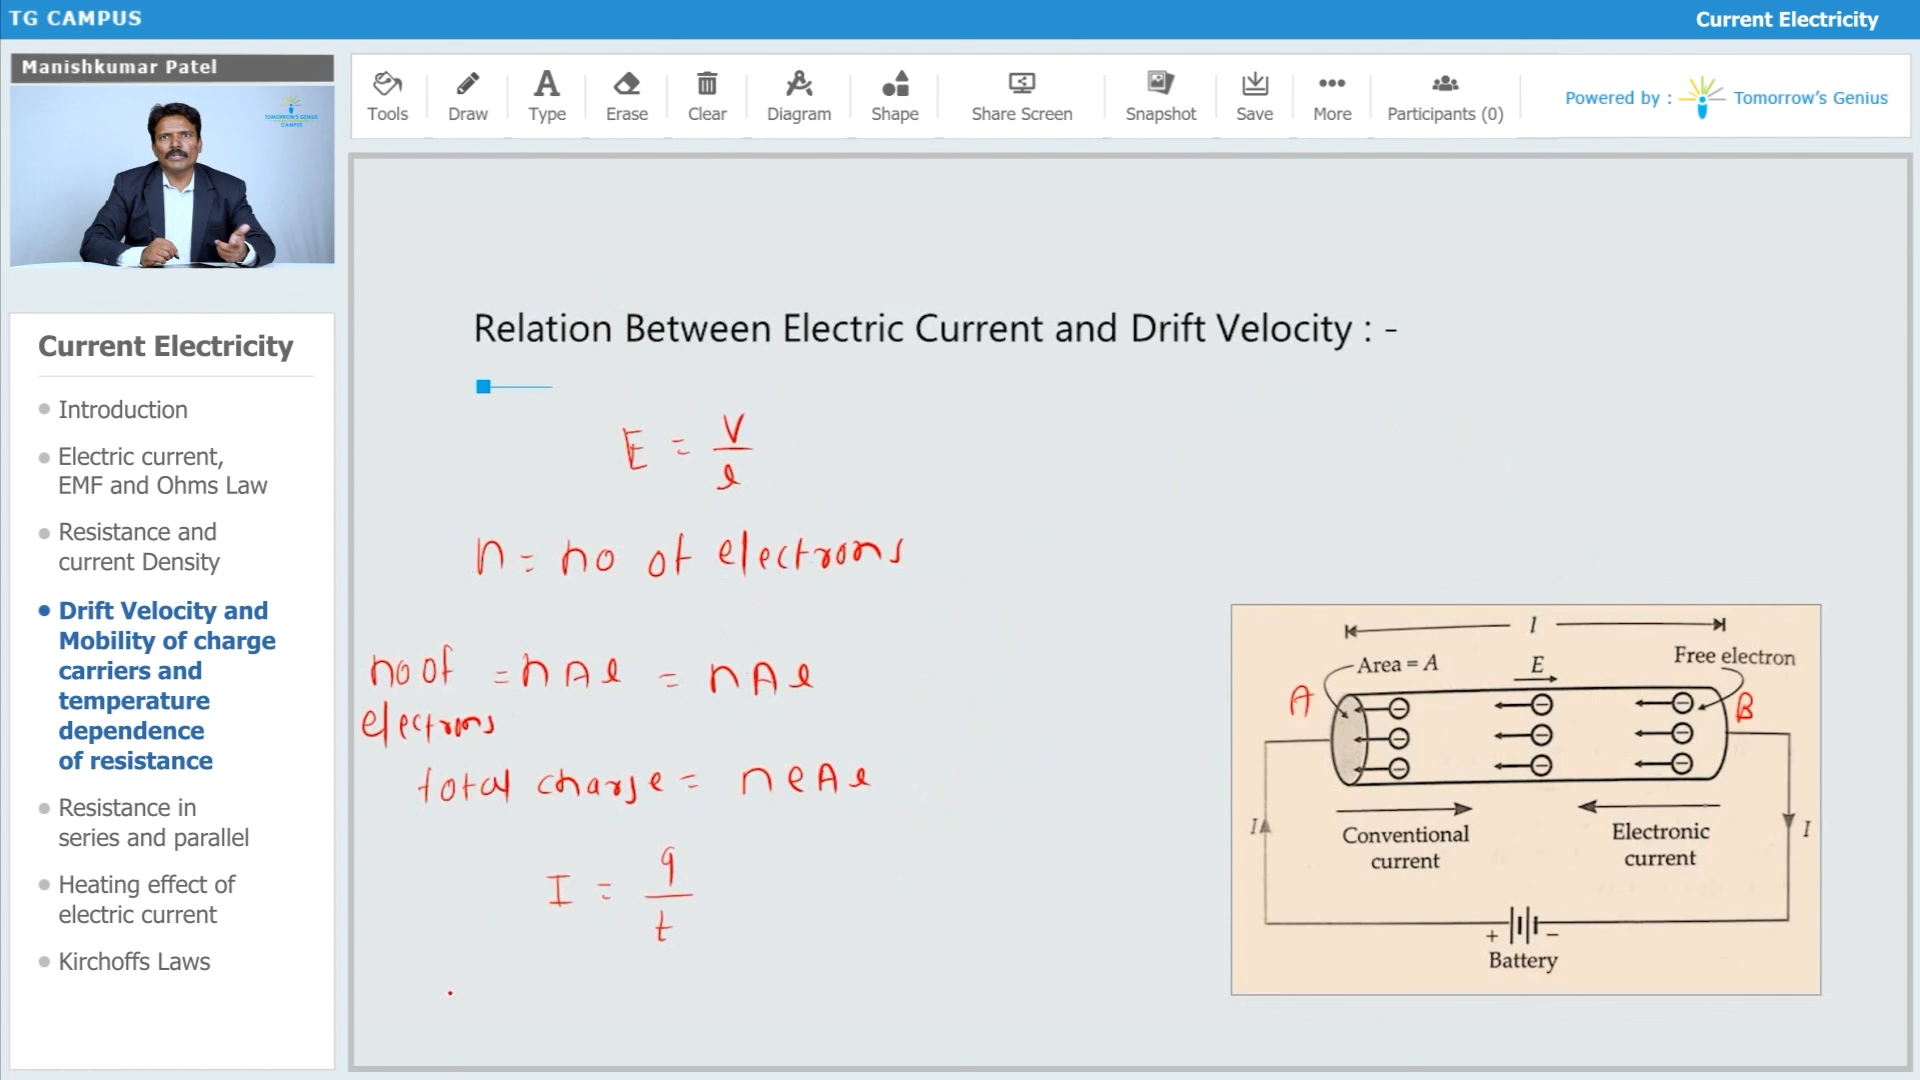 TG CAMPUS
Current Electricity
Manishkumar Patel
TOMORROW'S GENIUS
CAMPUS
Tools
Draw
Type
Erase
Clear
Diagram
Shape
Share Screen
Snapshot
Save
More
Participants (0)
Powered by : Tomorrow's Genius
Current Electricity
Introduction
Electric current,
EMF and Ohms Law
Resistance and
current Density
Drift Velocity and
Mobility of charge
carriers and
temperature
dependence
of resistance
Resistance in
series and parallel
Heating effect of
electric current
Kirchoffs Laws
Relation Between Electric Current and Drift Velocity : -
E = V/l
n = no of electrons
no of = nAl = nAl
electrons
total charge = neAl
I = q/t
l
Area = A
E
Free electron
A
B
I
Conventional
current
Electronic
current
I
+ −
Battery